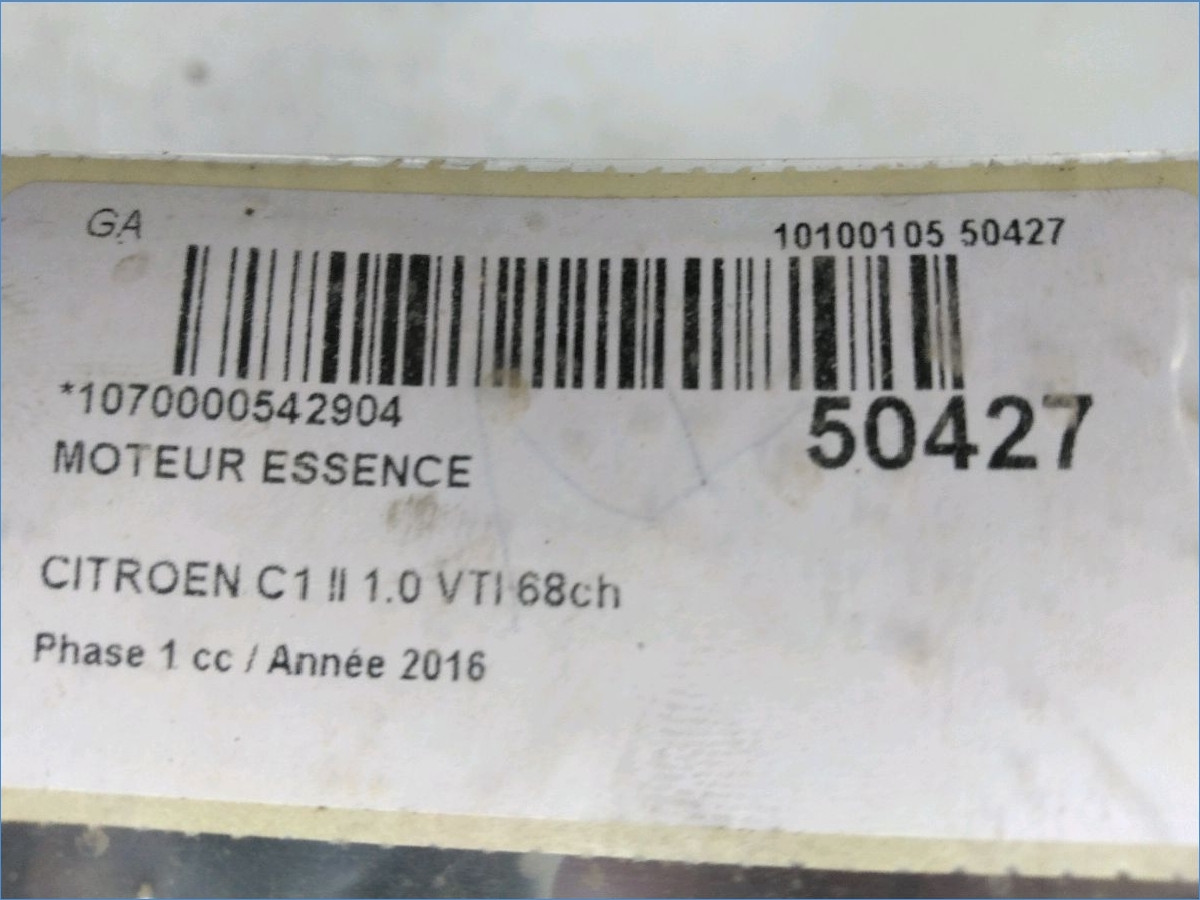 GA
10100105 50427
*1070000542904
50427
MOTEUR ESSENCE
CITROEN C1 II 1.0 VTI 68ch
Phase 1 cc / Année 2016